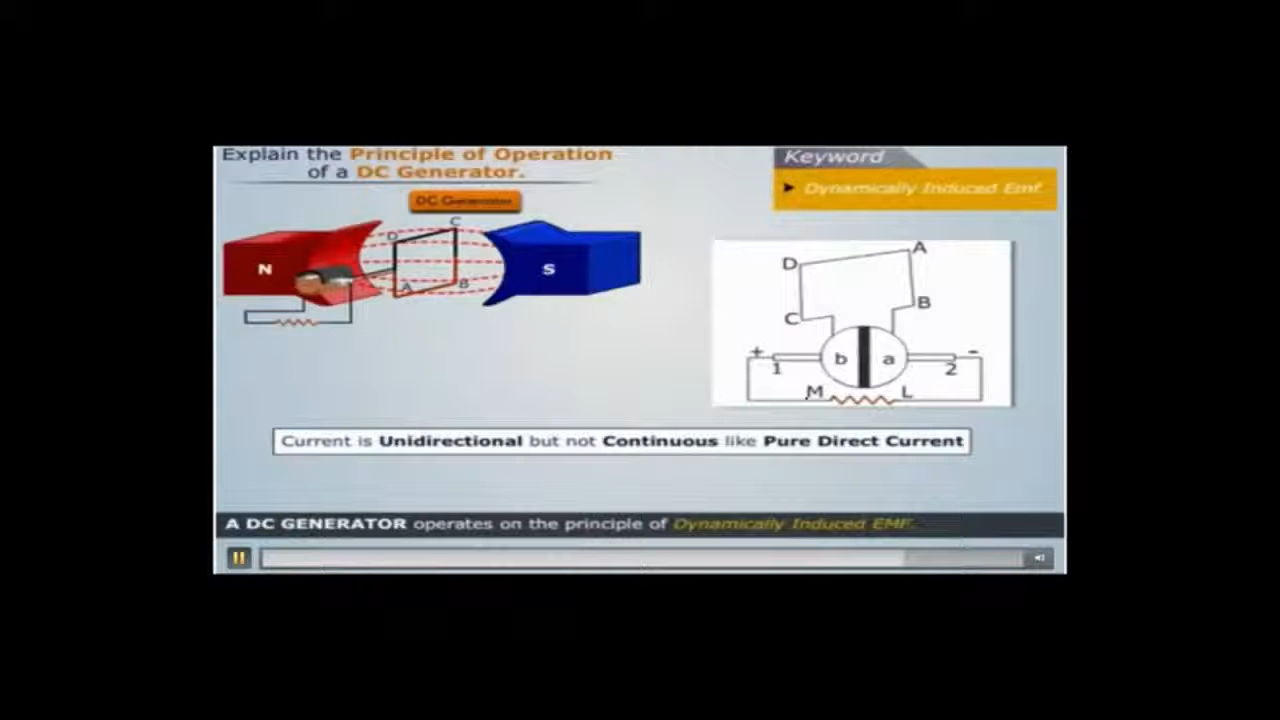 Explain the Principle of Operation
of a DC Generator.
Keyword
► Dynamically Induced Emf
DC Generator
N
S
D
C
A
B
D
A
C
B
b
a
+
-
1
2
M
L
Current is Unidirectional but not Continuous like Pure Direct Current
A DC GENERATOR operates on the principle of Dynamically Induced EMF.